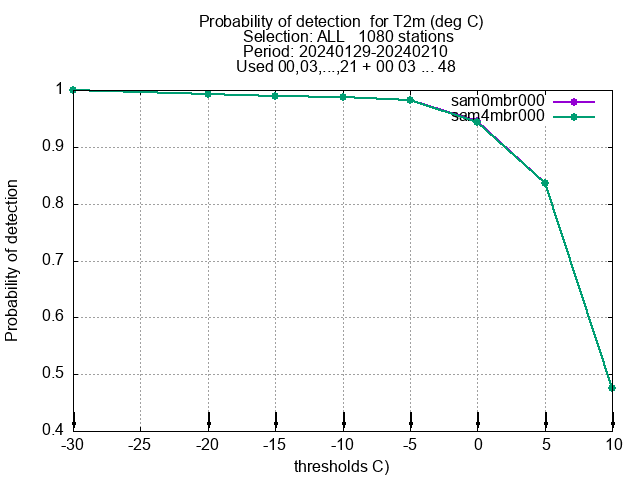 Probability of detection  for T2m (deg C)
Selection: ALL   1080 stations
Period: 20240129-20240210
Used 00,03,...,21 + 00 03 ... 48
sam0mbr000
sam4mbr000
1
0.9
0.8
0.7
0.6
0.5
0.4
Probability of detection
-30 -25 -20 -15 -10 -5 0 5 10
thresholds C)